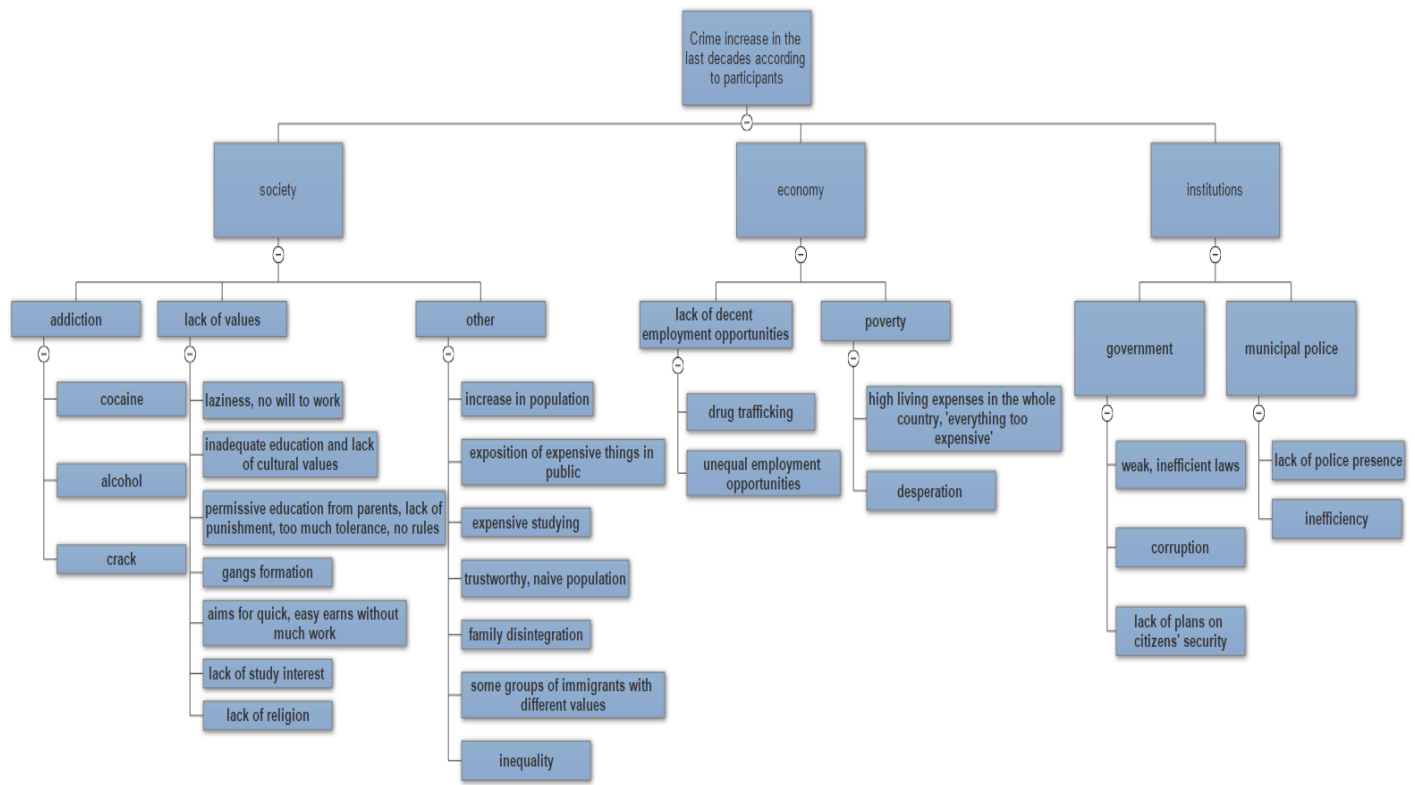 Crime increase in the
last decades according
to participants
society
economy
institutions
addiction
lack of values
other
lack of decent
employment opportunities
poverty
government
municipal police
cocaine
alcohol
crack
laziness, no will to work
inadequate education and lack
of cultural values
permissive education from parents, lack of
punishment, too much tolerance, no rules
gangs formation
aims for quick, easy earns without
much work
lack of study interest
lack of religion
increase in population
exposition of expensive things in
public
expensive studying
trustworthy, naive population
family disintegration
some groups of immigrants with
different values
inequality
drug trafficking
unequal employment
opportunities
high living expenses in the whole
country, 'everything too
expensive'
desperation
weak, inefficient laws
corruption
lack of plans on
citizens' security
lack of police presence
inefficiency